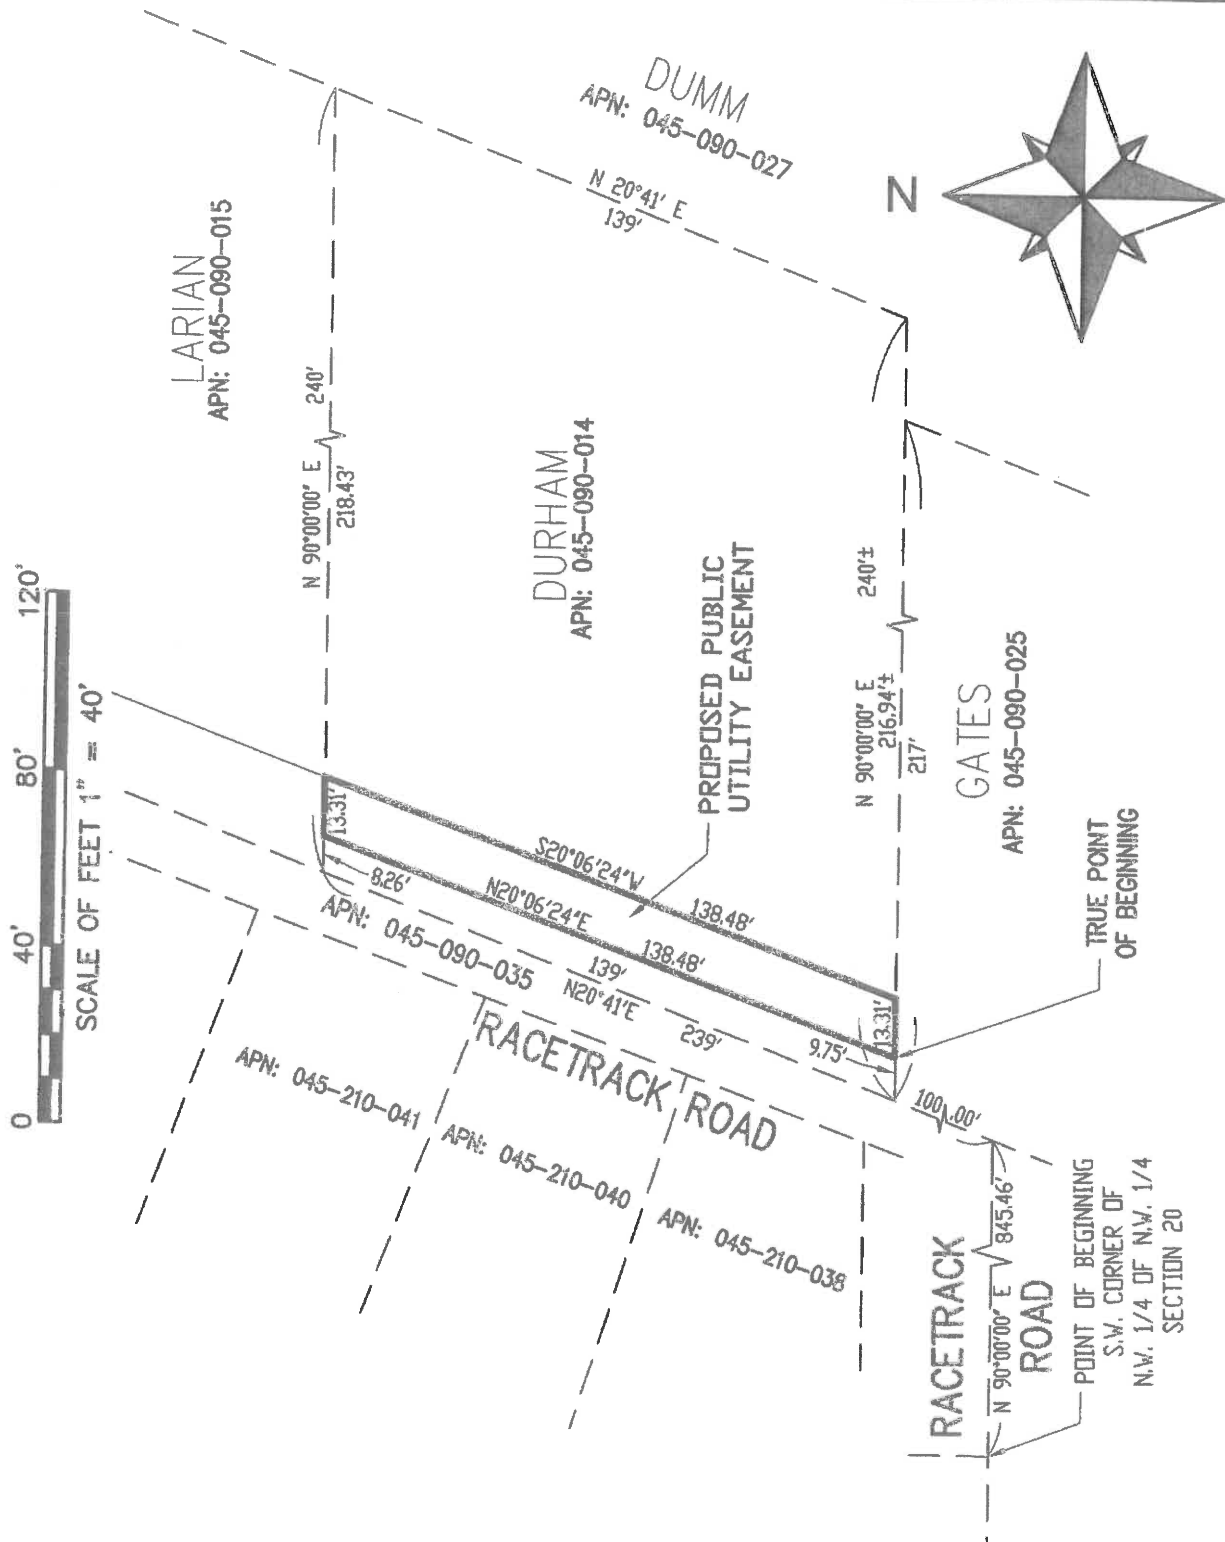 0 40' 80' 120'
SCALE OF FEET 1" = 40'
LARIAN
APN: 045-090-015
DUMM
APN: 045-090-027
N 20°41' E
139'
N
N 90°00'00' E 240'
218.43'
DURHAM
APN: 045-090-014
PROPOSED PUBLIC
UTILITY EASEMENT
13.31'
8.26'
S20°06'24"W
138.48'
N20°06'24"E
138.48'
APN: 045-090-035
139'
N20°41'E
239'
9.75'
13.31'
N 90°00'00' E 240'±
216.94'±
217'
GATES
APN: 045-090-025
TRUE POINT
OF BEGINNING
RACETRACK ROAD
APN: 045-210-041
APN: 045-210-040
APN: 045-210-038
100.00'
RACETRACK
N 90°00'00' E 845.46'
ROAD
POINT OF BEGINNING
S.W. CORNER OF
N.W. 1/4 OF N.W. 1/4
SECTION 20